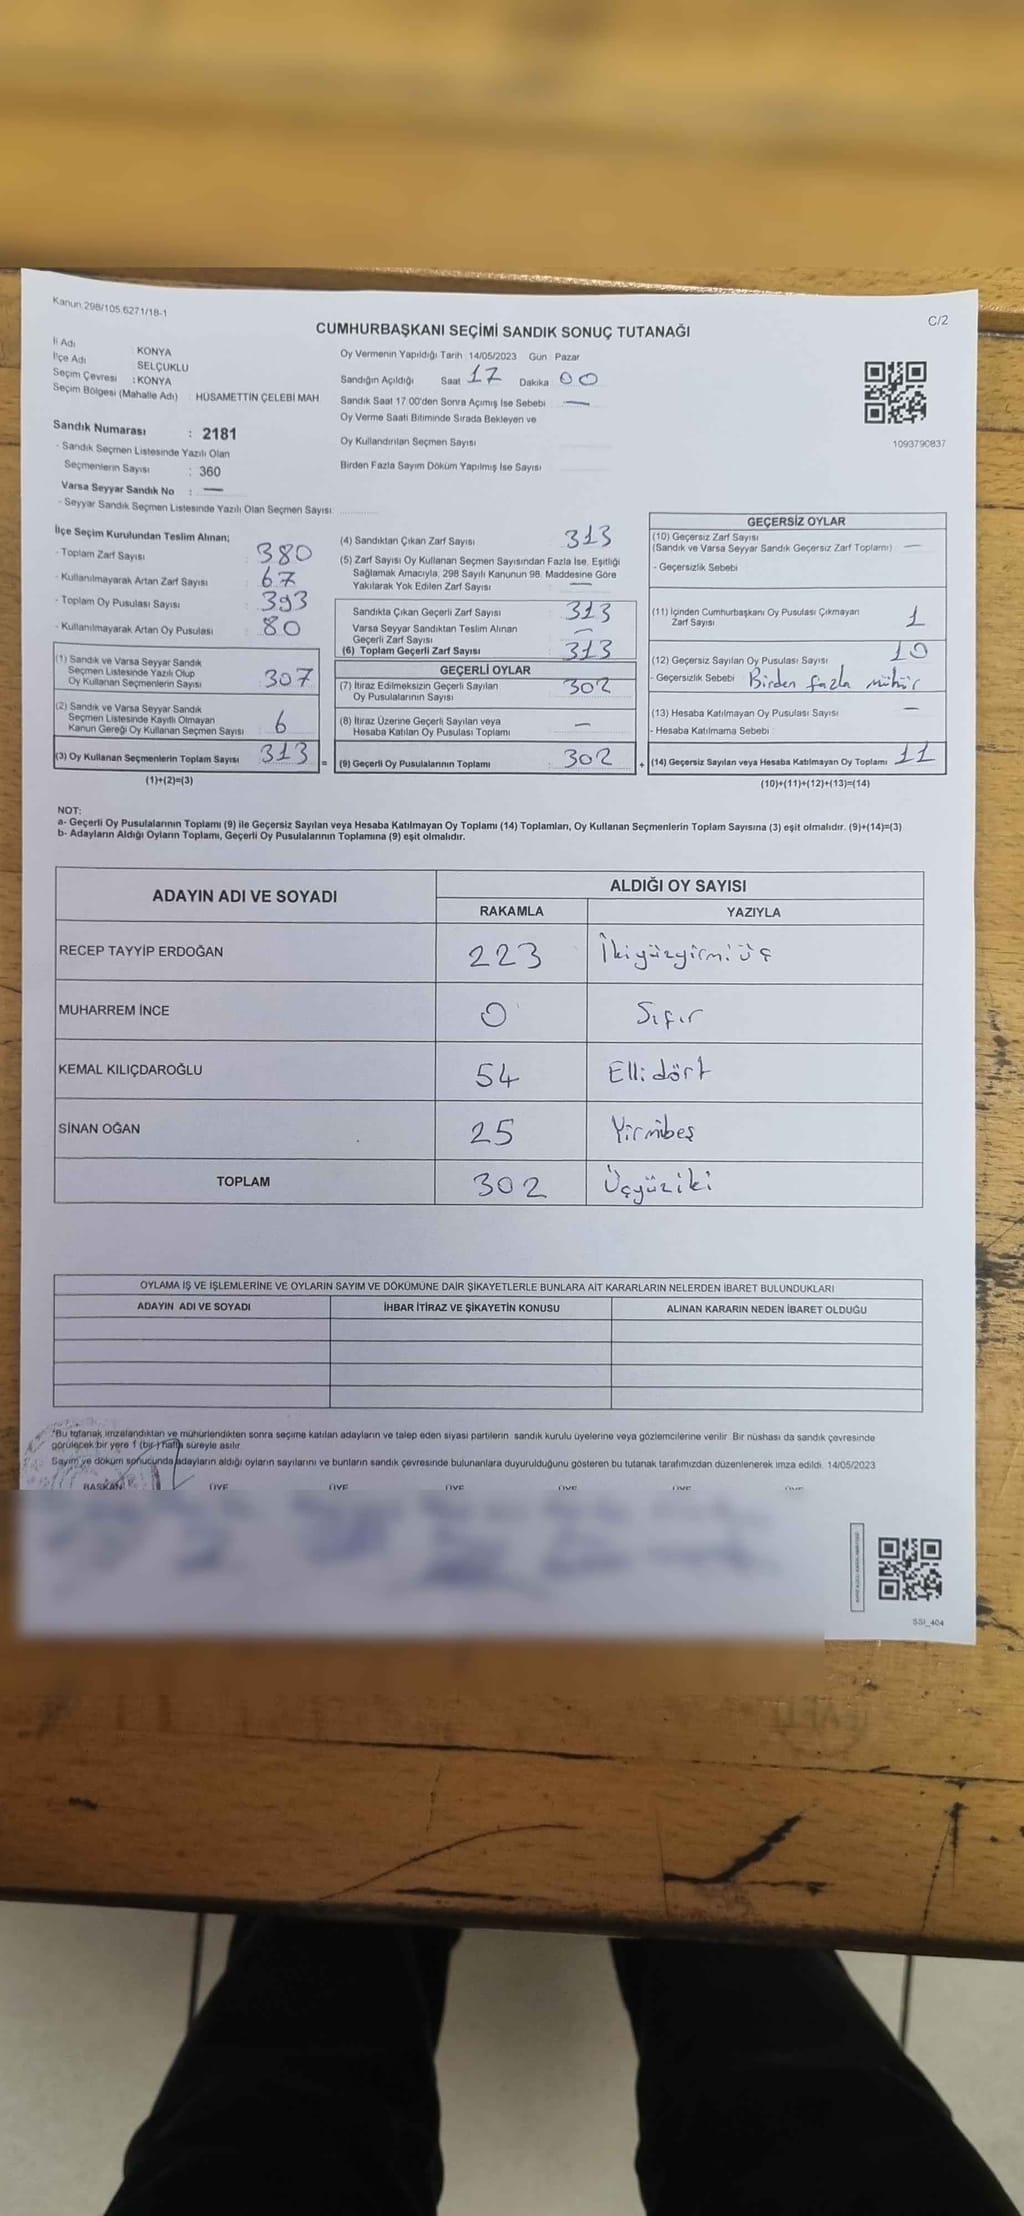 Kanun 298/105.6271/18-1
C/2
CUMHURBAŞKANI SEÇİMİ SANDIK SONUÇ TUTANAĞI
İl Adı KONYA
İlçe Adı SELÇUKLU
Seçim Çevresi : KONYA
Seçim Bölgesi (Mahalle Adı) : HÜSAMETTİN ÇELEBİ MAH
Sandık Numarası : 2181
- Sandık Seçmen Listesinde Yazılı Olan
Seçmenlerin Sayısı : 360
Varsa Seyyar Sandık No : —
- Seyyar Sandık Seçmen Listesinde Yazılı Olan Seçmen Sayısı:
Oy Vermenin Yapıldığı Tarih 14/05/2023 Gün Pazar
Sandığın Açıldığı Saat 17 Dakika 00
Sandık Saat 17.00'den Sonra Açımış İse Sebebi —
Oy Verme Saati Bitiminde Sırada Bekleyen ve
Oy Kullandırılan Seçmen Sayısı
Birden Fazla Sayım Döküm Yapılmış İse Sayısı
1093790837
İlçe Seçim Kurulundan Teslim Alınan;
- Toplam Zarf Sayısı : 380
- Kullanılmayarak Artan Zarf Sayısı : 67
- Toplam Oy Pusulası Sayısı : 393
- Kullanılmayarak Artan Oy Pusulası : 80
(1) Sandık ve Varsa Seyyar Sandık
Seçmen Listesinde Yazılı Olup
Oy Kullanan Seçmenlerin Sayısı : 307
(2) Sandık ve Varsa Seyyar Sandık
Seçmen Listesinde Kayıtlı Olmayan
Kanun Gereği Oy Kullanan Seçmen Sayısı : 6
(3) Oy Kullanan Seçmenlerin Toplam Sayısı : 313 =
(1)+(2)=(3)
(4) Sandıktan Çıkan Zarf Sayısı : 313
(5) Zarf Sayısı Oy Kullanan Seçmen Sayısından Fazla İse, Eşitliği
Sağlamak Amacıyla, 298 Sayılı Kanunun 98. Maddesine Göre
Yakılarak Yok Edilen Zarf Sayısı : —
Sandıkta Çıkan Geçerli Zarf Sayısı : 313
Varsa Seyyar Sandıktan Teslim Alınan
Geçerli Zarf Sayısı : —
(6) Toplam Geçerli Zarf Sayısı : 313
GEÇERLİ OYLAR
(7) İtiraz Edilmeksizin Geçerli Sayılan
Oy Pusulalarının Sayısı : 302
(8) İtiraz Üzerine Geçerli Sayılan veya
Hesaba Katılan Oy Pusulası Toplamı : —
(9) Geçerli Oy Pusulalarının Toplamı : 302 +
GEÇERSİZ OYLAR
(10) Geçersiz Zarf Sayısı
(Sandık ve Varsa Seyyar Sandık Geçersiz Zarf Toplamı) : —
- Geçersizlik Sebebi
(11) İçinden Cumhurbaşkanı Oy Pusulası Çıkmayan
Zarf Sayısı : 1
(12) Geçersiz Sayılan Oy Pusulası Sayısı : 10
- Geçersizlik Sebebi Birden fazla mühür
(13) Hesaba Katılmayan Oy Pusulası Sayısı : —
- Hesaba Katılmama Sebebi :
(14) Geçersiz Sayılan veya Hesaba Katılmayan Oy Toplamı : 11
(10)+(11)+(12)+(13)=(14)
NOT:
a- Geçerli Oy Pusulalarının Toplamı (9) ile Geçersiz Sayılan veya Hesaba Katılmayan Oy Toplamı (14) Toplamları, Oy Kullanan Seçmenlerin Toplam Sayısına (3) eşit olmalıdır. (9)+(14)=(3)
b- Adayların Aldığı Oyların Toplamı, Geçerli Oy Pusulalarının Toplamına (9) eşit olmalıdır.
ADAYIN ADI VE SOYADI
ALDIĞI OY SAYISI
RAKAMLA YAZIYLA
RECEP TAYYİP ERDOĞAN 223 İkiyüzyirmiüç
MUHARREM İNCE 0 Sıfır
KEMAL KILIÇDAROĞLU 54 Ellidört
SİNAN OĞAN 25 Yirmibeş
TOPLAM 302 Üçyüziki
OYLAMA İŞ VE İŞLEMLERİNE VE OYLARIN SAYIM VE DÖKÜMÜNE DAİR ŞİKAYETLERLE BUNLARA AİT KARARLARIN NELERDEN İBARET BULUNDUKLARI
ADAYIN ADI VE SOYADI İHBAR İTİRAZ VE ŞİKAYETİN KONUSU ALINAN KARARIN NEDEN İBARET OLDUĞU
*Bu tutanak imzalandıktan ve mühürlendikten sonra seçime katılan adayların ve talep eden siyasi partilerin sandık kurulu üyelerine veya gözlemcilerine verilir. Bir nüshası da sandık çevresinde
görülecek bir yere 1 (bir) hafta süreyle asılır.
Sayım ve döküm sonucunda adayların aldığı oyların sayılarını ve bunların sandık çevresinde bulunanlara duyurulduğunu gösteren bu tutanak tarafımızdan düzenlenerek imza edildi. 14/05/2023
BAŞKAN ÜYE ÜYE ÜYE ÜYE ÜYE ÜYE
SSI_404